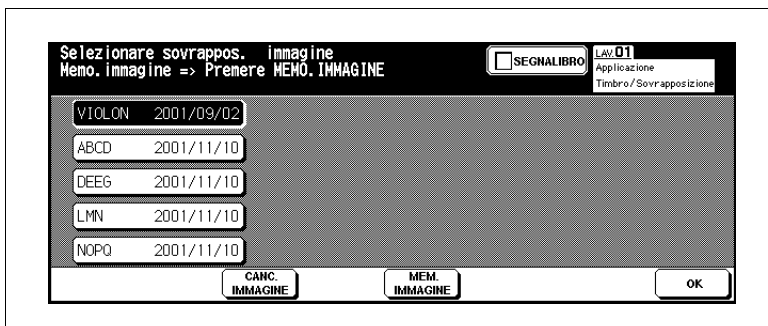 Selezionare sovrappos. immagine
Memo.immagine => Premere MEMO.IMMAGINE
SEGNALIBRO
LAV.01
Applicazione
Timbro/Sovrapposizione
VIOLON 2001/09/02
ABCD 2001/11/10
DEEG 2001/11/10
LMN 2001/11/10
NOPQ 2001/11/10
CANC.
IMMAGINE
MEM.
IMMAGINE
OK